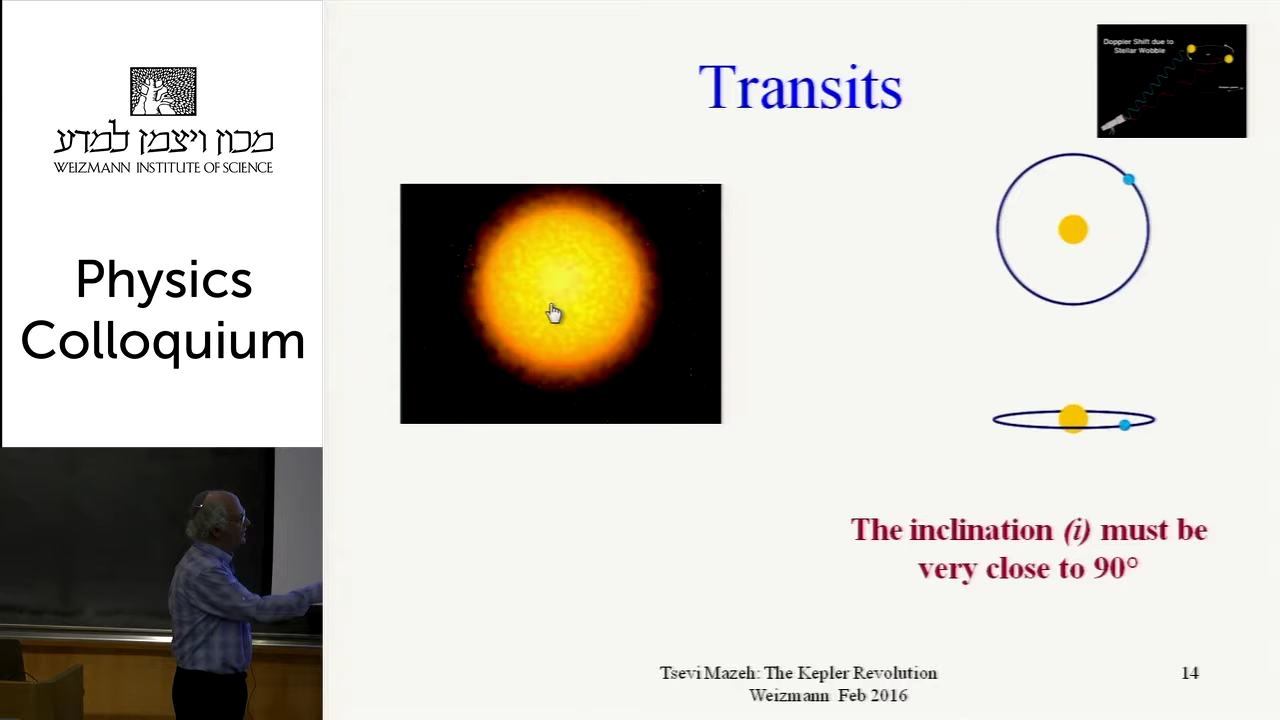 מכון ויצמן למדע
WEIZMANN INSTITUTE OF SCIENCE
Physics
Colloquium
Transits
Doppler Shift due to
Stellar Wobble
The inclination (i) must be
very close to 90°
Tsevi Mazeh: The Kepler Revolution
Weizmann Feb 2016
14